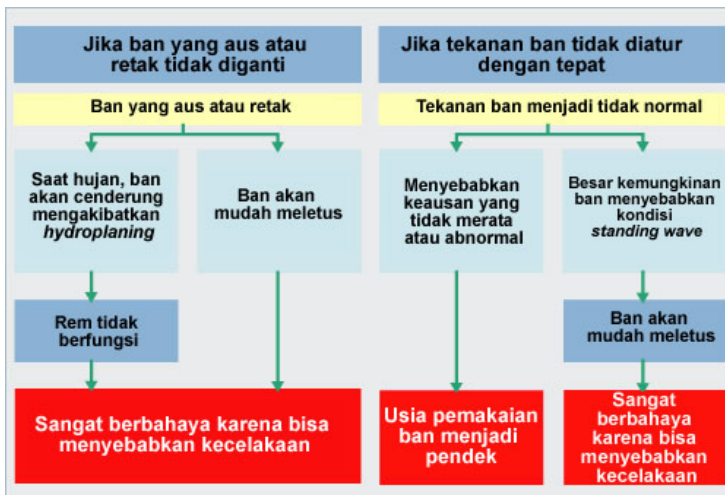 Jika ban yang aus atau
retak tidak diganti
Ban yang aus atau retak
Saat hujan, ban
akan cenderung
mengakibatkan
hydroplaning
Ban akan
mudah meletus
Rem tidak
berfungsi
Sangat berbahaya karena bisa
menyebabkan kecelakaan
Jika tekanan ban tidak diatur
dengan tepat
Tekanan ban menjadi tidak normal
Menyebabkan
keausan yang
tidak merata
atau abnormal
Besar kemungkinan
ban menyebabkan
kondisi
standing wave
Ban akan
mudah meletus
Usia pemakaian
ban menjadi
pendek
Sangat
berbahaya
karena bisa
menyebabkan
kecelakaan